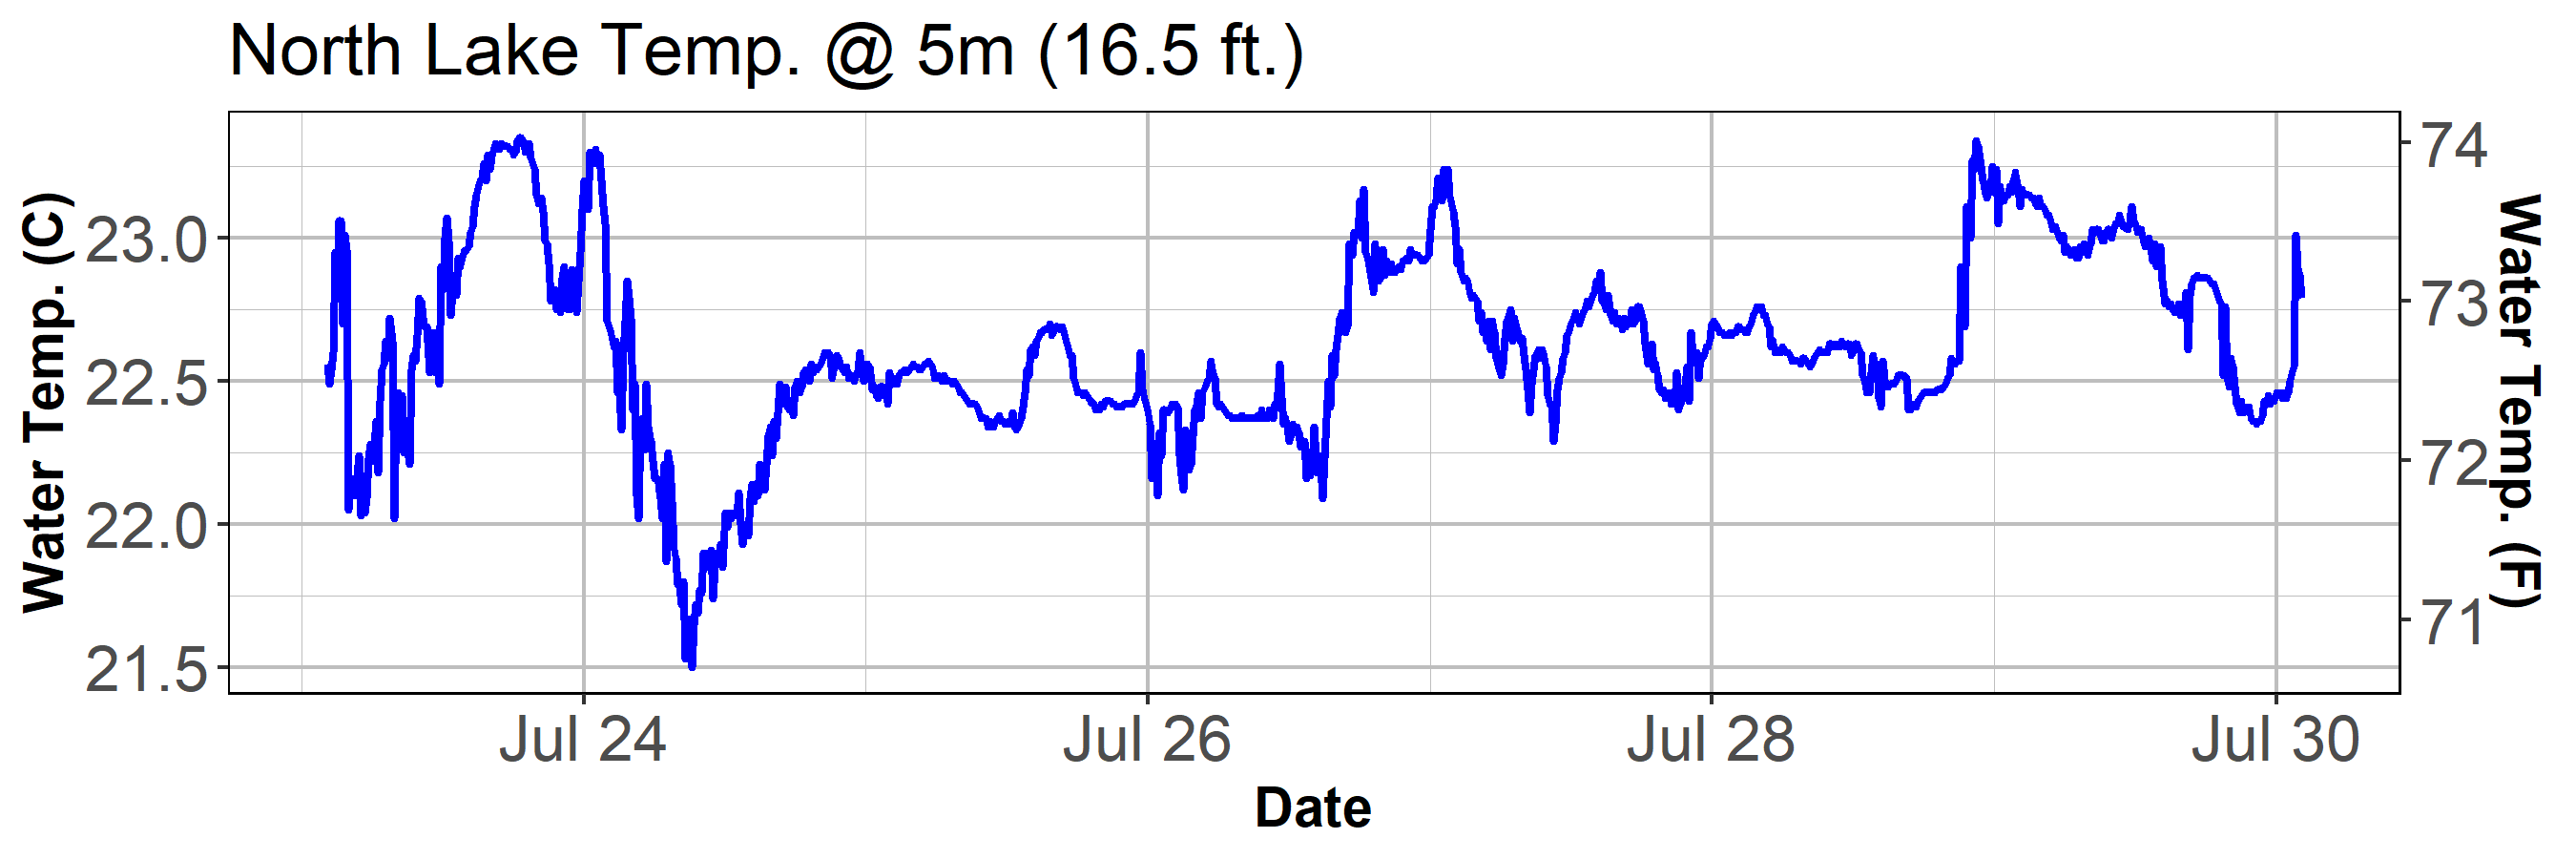 North Lake Temp. @ 5m (16.5 ft.)
Water Temp. (C)
23.0
22.5
22.0
21.5
74
73
72
71
Water Temp. (F)
Jul 24 Jul 26 Jul 28 Jul 30
Date